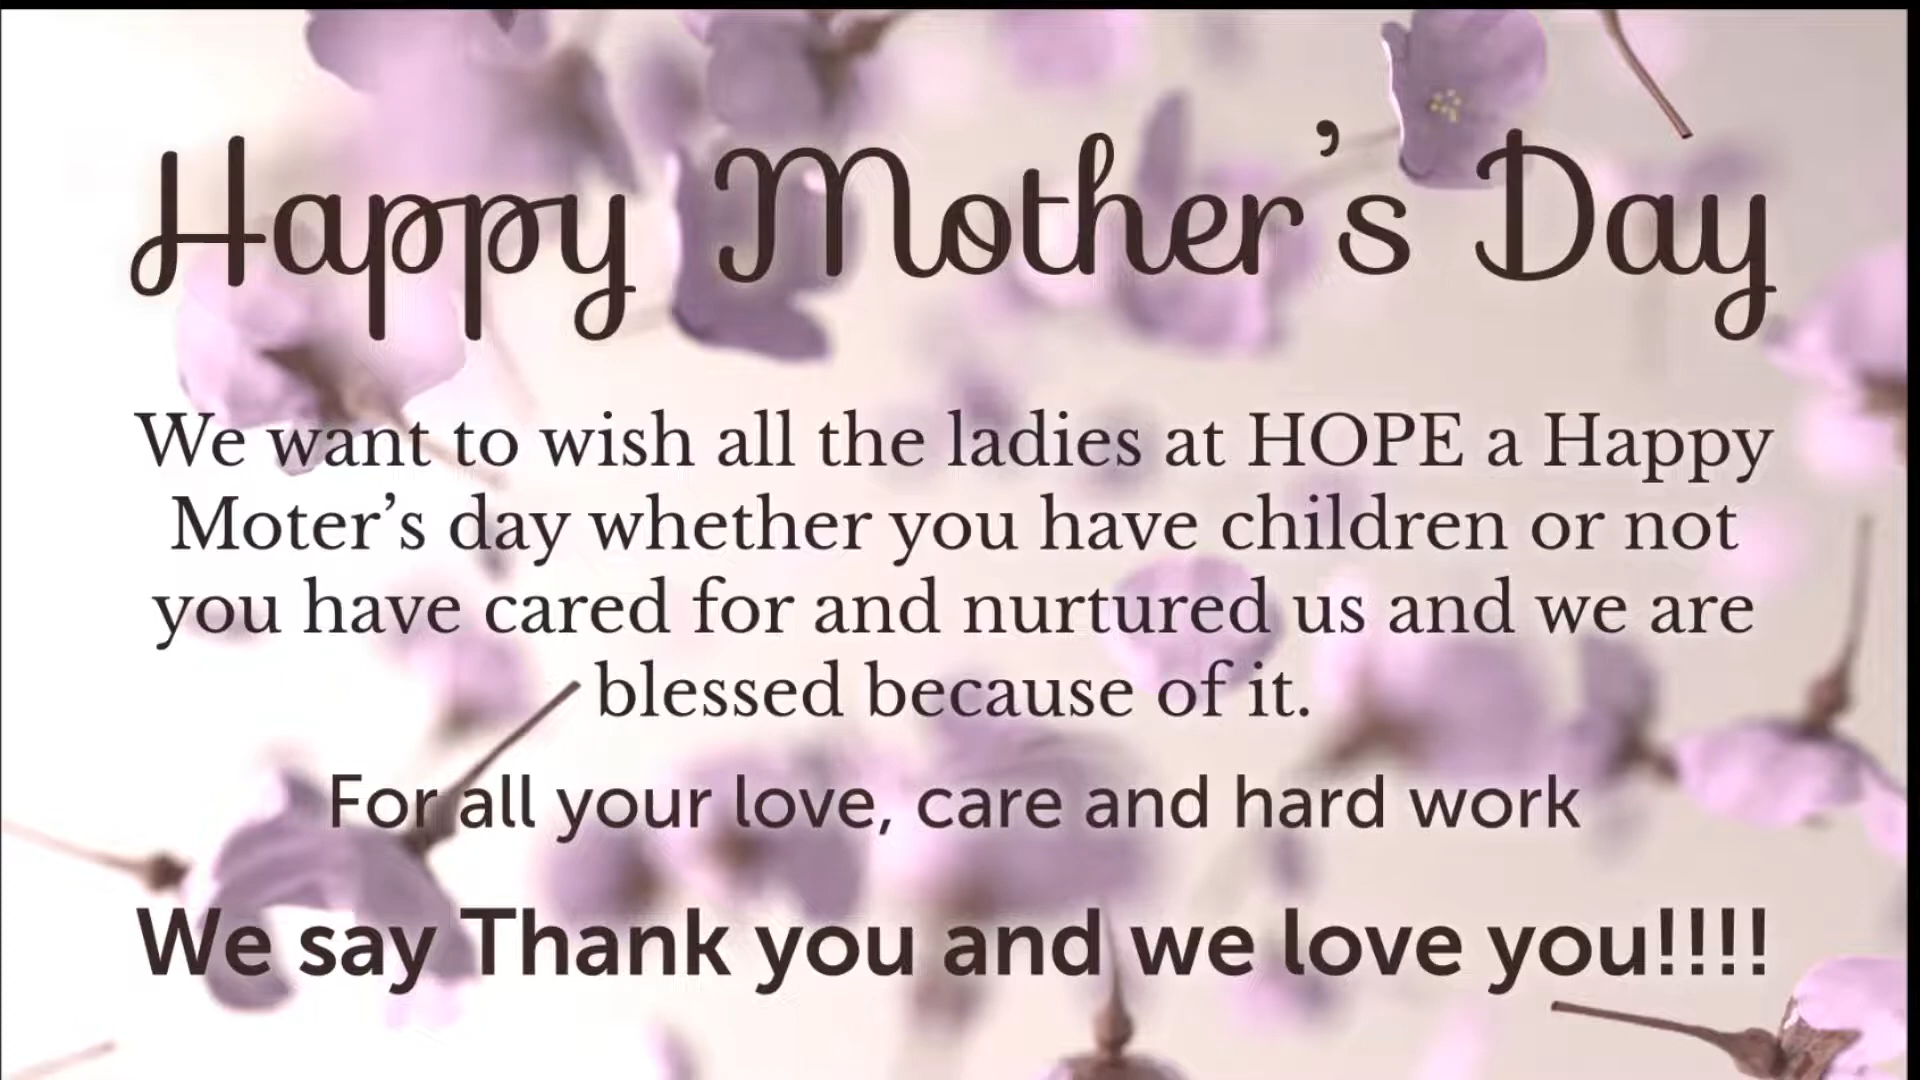 Happy Mother’s Day
We want to wish all the ladies at HOPE a Happy
Moter’s day whether you have children or not
you have cared for and nurtured us and we are
blessed because of it.
For all your love, care and hard work
We say Thank you and we love you!!!!